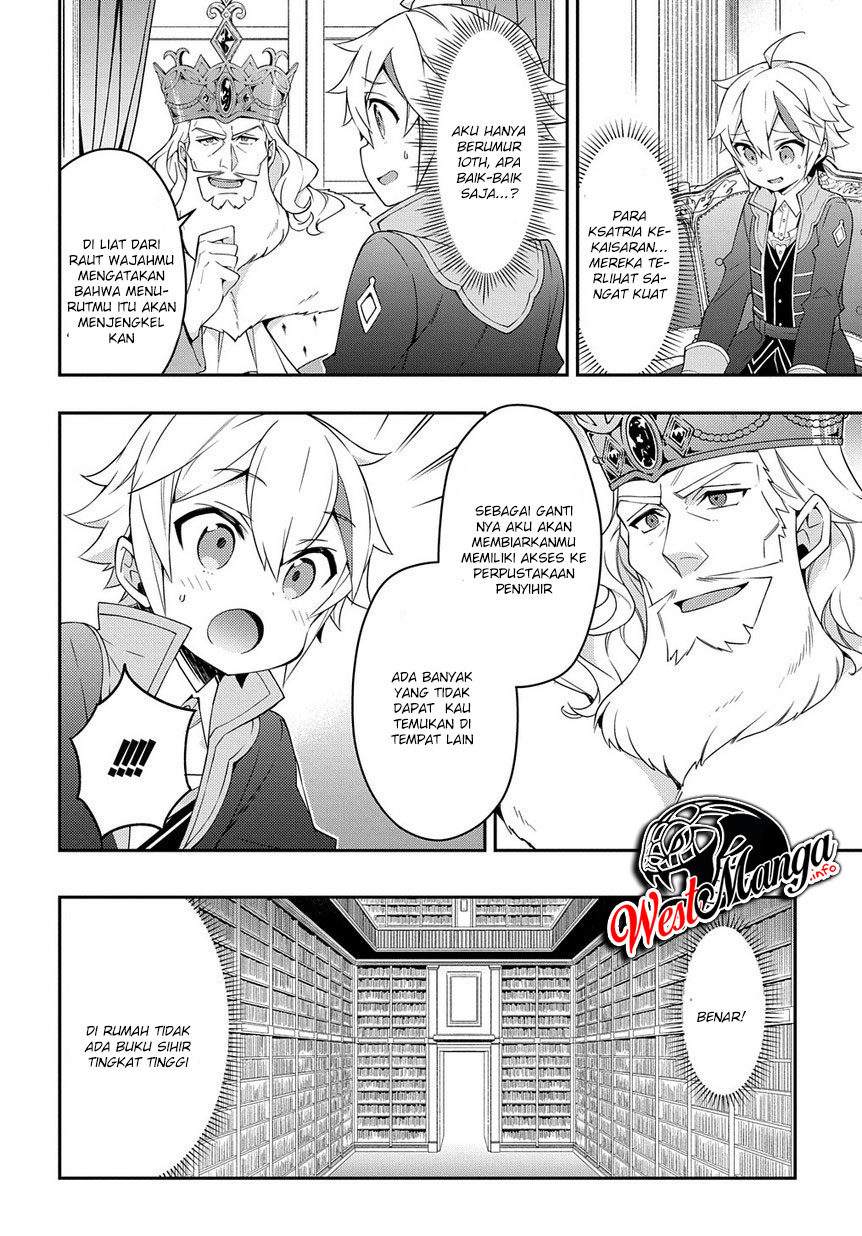 PARA
KSATRIA KE-
KAISARAN...
MEREKA TER-
LIHAT SA-
NGAT KUAT
AKU HANYA
BERUMUR
10TH, APA
BAIK-BAIK
SAJA...?
DI LIAT DARI
RAUT WAJAHMU
MENGATAKAN
BAHWA MENU-
RUTMU ITU AKAN
MENJENGKEL
KAN
SEBAGAI GANTI
NYA AKU AKAN
MEMBIARKANMU
MEMILIKI AKSES KE
PERPUSTAKAAN
PENYIHIR
ADA BANYAK
YANG TIDAK
DAPAT KAU
TEMUKAN DI
TEMPAT LAIN
!!!!
WestManga
.info
BENAR!
DI RUMAH TIDAK
ADA BUKU SIHIR
TINGKAT TINGGI